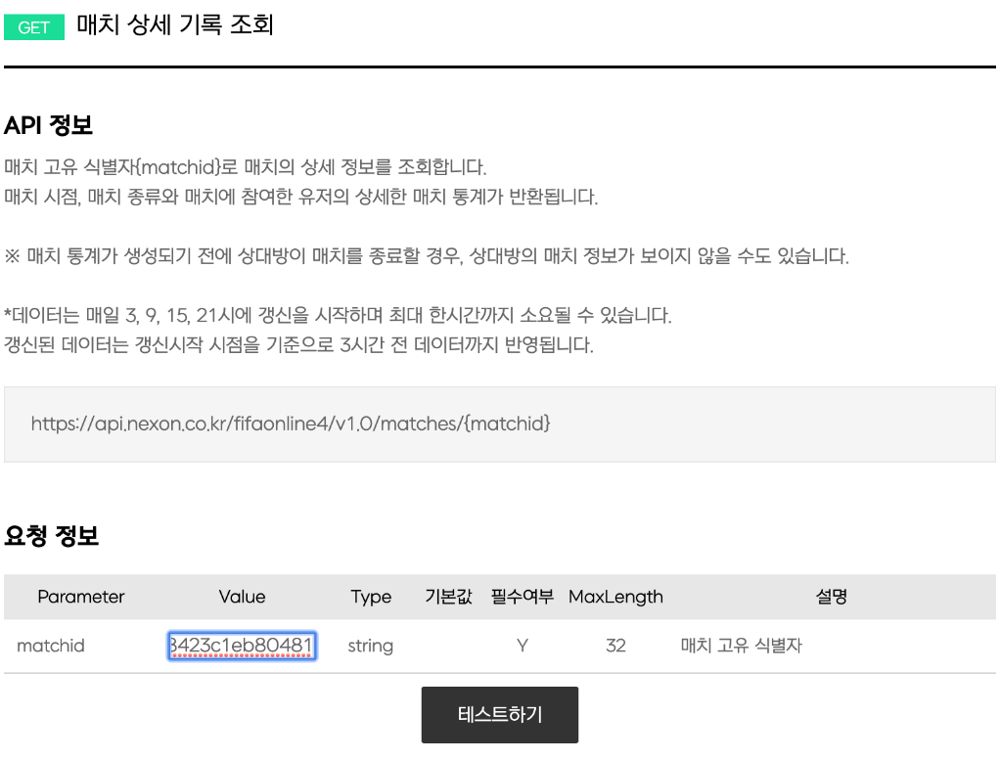 GET 매치 상세 기록 조회
API 정보
매치 고유 식별자{matchid}로 매치의 상세 정보를 조회합니다.
매치 시점, 매치 종류와 매치에 참여한 유저의 상세한 매치 통계가 반환됩니다.
※ 매치 통계가 생성되기 전에 상대방이 매치를 종료할 경우, 상대방의 매치 정보가 보이지 않을 수도 있습니다.
*데이터는 매일 3, 9, 15, 21시에 갱신을 시작하며 최대 한시간까지 소요될 수 있습니다.
갱신된 데이터는 갱신시작 시점을 기준으로 3시간 전 데이터까지 반영됩니다.
https://api.nexon.co.kr/fifaonline4/v1.0/matches/{matchid}
요청 정보
Parameter Value Type 기본값 필수여부 MaxLength 설명
matchid 3423c1eb80481 string Y 32 매치 고유 식별자
테스트하기